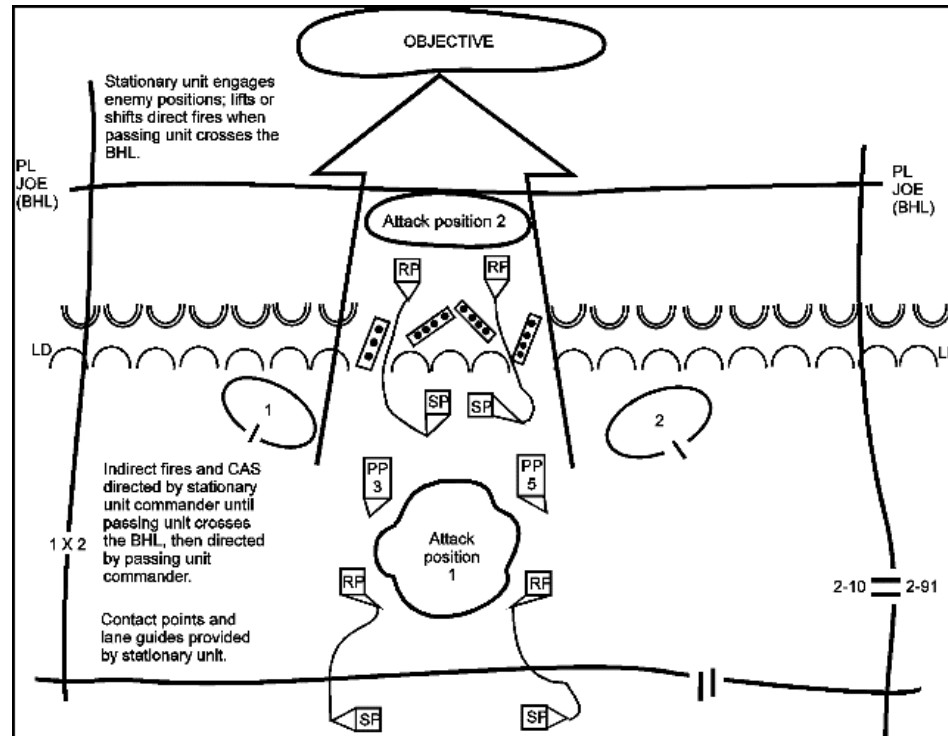 OBJECTIVE
Stationary unit engages
enemy positions; lifts or
shifts direct fires when
passing unit crosses the
BHL.
PL
JOE
(BHL)
PL
JOE
(BHL)
Attack position 2
RP
RP
LD
LD
1
SP
SP
2
PP
3
PP
5
Indirect fires and CAS
directed by stationary
unit commander until
passing unit crosses
the BHL, then directed
by passing unit
commander.
1 X 2
Attack
position
1
RP
RP
2-10
2-91
Contact points and
lane guides provided
by stationary unit.
SP
SP